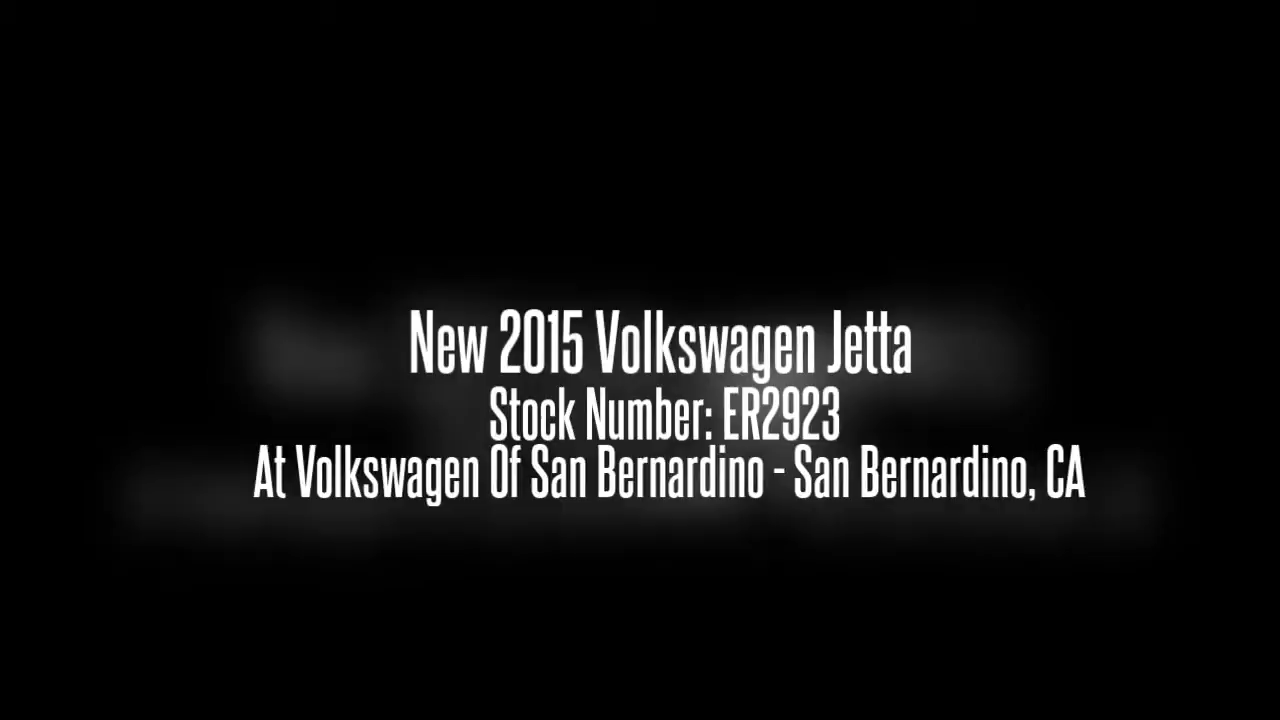 New 2015 Volkswagen Jetta
Stock Number: ER2923
At Volkswagen Of San Bernardino - San Bernardino, CA